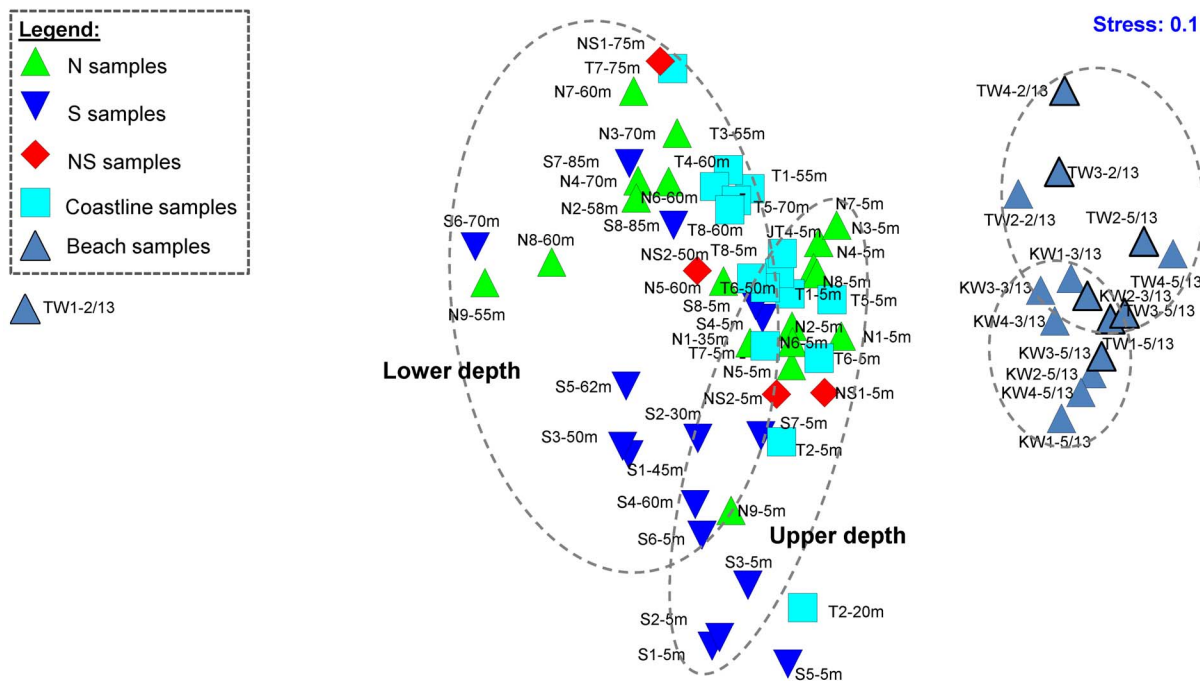 Legend:
N samples
S samples
NS samples
Coastline samples
Beach samples
TW1-2/13
Stress: 0.1
NS1-75m
T7-75m
N7-60m
N3-70m
T3-55m
S7-85m
T4-60m
N4-70m
T1-55m
N6-60m
N2-58m
T5-70m
S6-70m
S8-85m
N7-5m
T8-60m
N3-5m
N8-60m
JT4-5m
NS2-50m
T8-5m
N4-5m
N5-60m
T6-50m
N8-5m
T1-5m
T5-5m
N9-55m
S8-5m
S4-5m
N2-5m
N1-35m
N6-5m
N1-5m
T7-5m
T6-5m
Lower depth
N5-5m
S5-62m
NS2-5m
NS1-5m
S2-30m
S7-5m
S3-50m
T2-5m
S1-45m
S4-60m
N9-5m
S6-5m
Upper depth
S3-5m
S2-5m
T2-20m
S1-5m
S5-5m
TW4-2/13
TW3-2/13
TW2-2/13
TW2-5/13
KW1-3/13
TW4-5/13
KW3-3/13
KW2-3/13
TW3-5/13
KW4-3/13
TW1-5/13
KW3-5/13
KW2-5/13
KW4-5/13
KW1-5/13